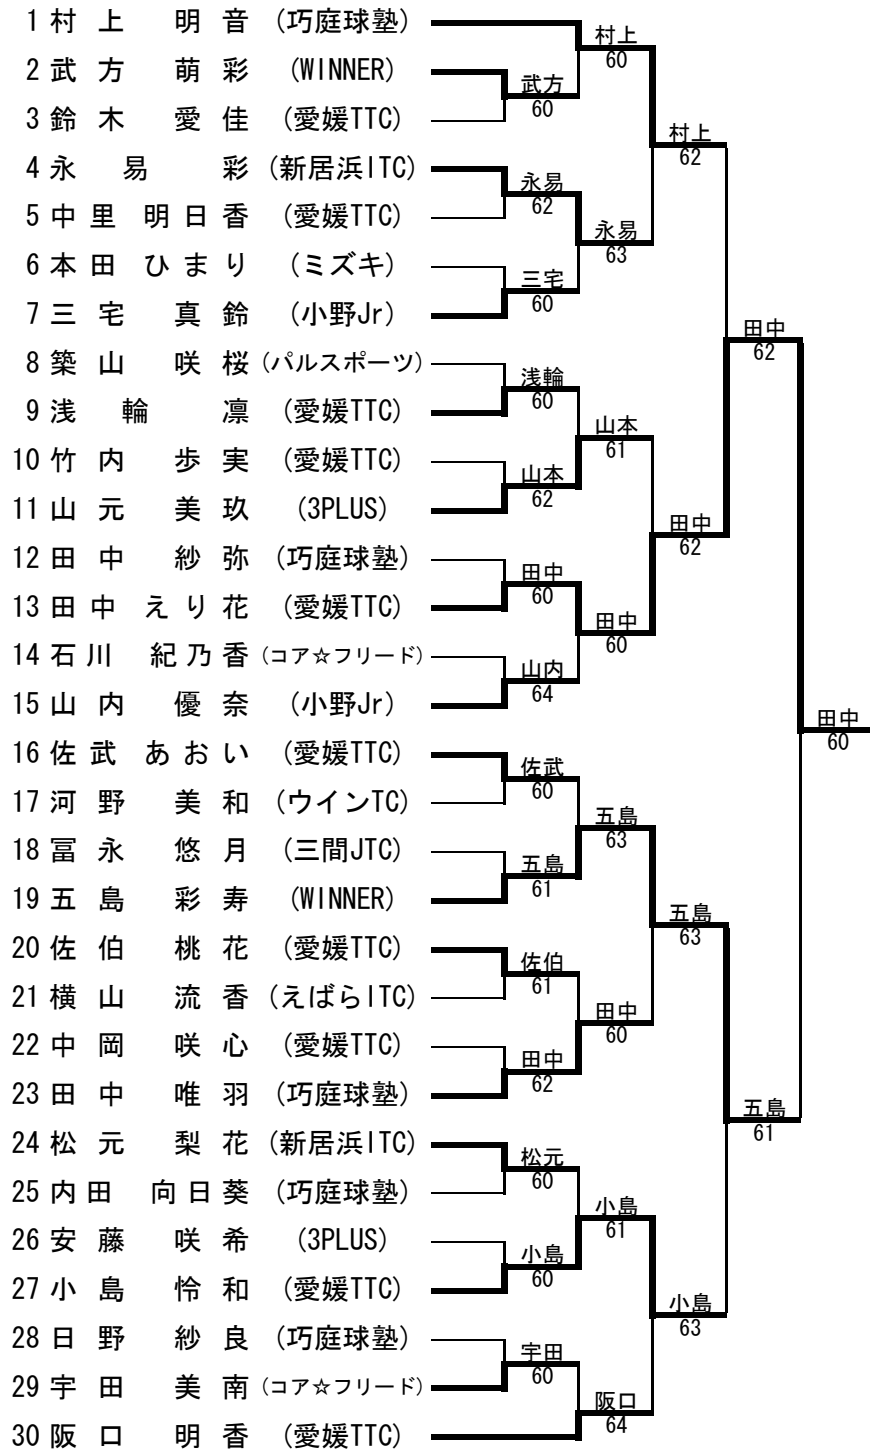 1 村上 明音 (巧庭球塾)
2 武方 萌彩 (WINNER)
3 鈴木 愛佳 (愛媛TTC)
4 永易 彩 (新居浜ITC)
5 中里 明日香 (愛媛TTC)
6 本田 ひまり (ミズキ)
7 三宅 真鈴 (小野Jr)
8 築山 咲桜 (パルスポーツ)
9 浅輪 凛 (愛媛TTC)
10 竹内 歩実 (愛媛TTC)
11 山元 美玖 (3PLUS)
12 田中 紗弥 (巧庭球塾)
13 田中 えり花 (愛媛TTC)
14 石川 紀乃香 (コア☆フリード)
15 山内 優奈 (小野Jr)
16 佐武 あおい (愛媛TTC)
17 河野 美和 (ウインTC)
18 冨永 悠月 (三間JTC)
19 五島 彩寿 (WINNER)
20 佐伯 桃花 (愛媛TTC)
21 横山 流香 (えばらITC)
22 中岡 咲心 (愛媛TTC)
23 田中 唯羽 (巧庭球塾)
24 松元 梨花 (新居浜ITC)
25 内田 向日葵 (巧庭球塾)
26 安藤 咲希 (3PLUS)
27 小島 怜和 (愛媛TTC)
28 日野 紗良 (巧庭球塾)
29 宇田 美南 (コア☆フリード)
30 阪口 明香 (愛媛TTC)
武方
60
永易
62
三宅
60
浅輪
60
山本
62
田中
60
山内
64
佐武
60
五島
61
佐伯
61
田中
62
松元
60
小島
60
宇田
60
村上
60
永易
63
山本
61
田中
60
五島
63
田中
60
小島
61
阪口
64
村上
62
田中
62
五島
63
小島
63
田中
62
五島
61
田中
60